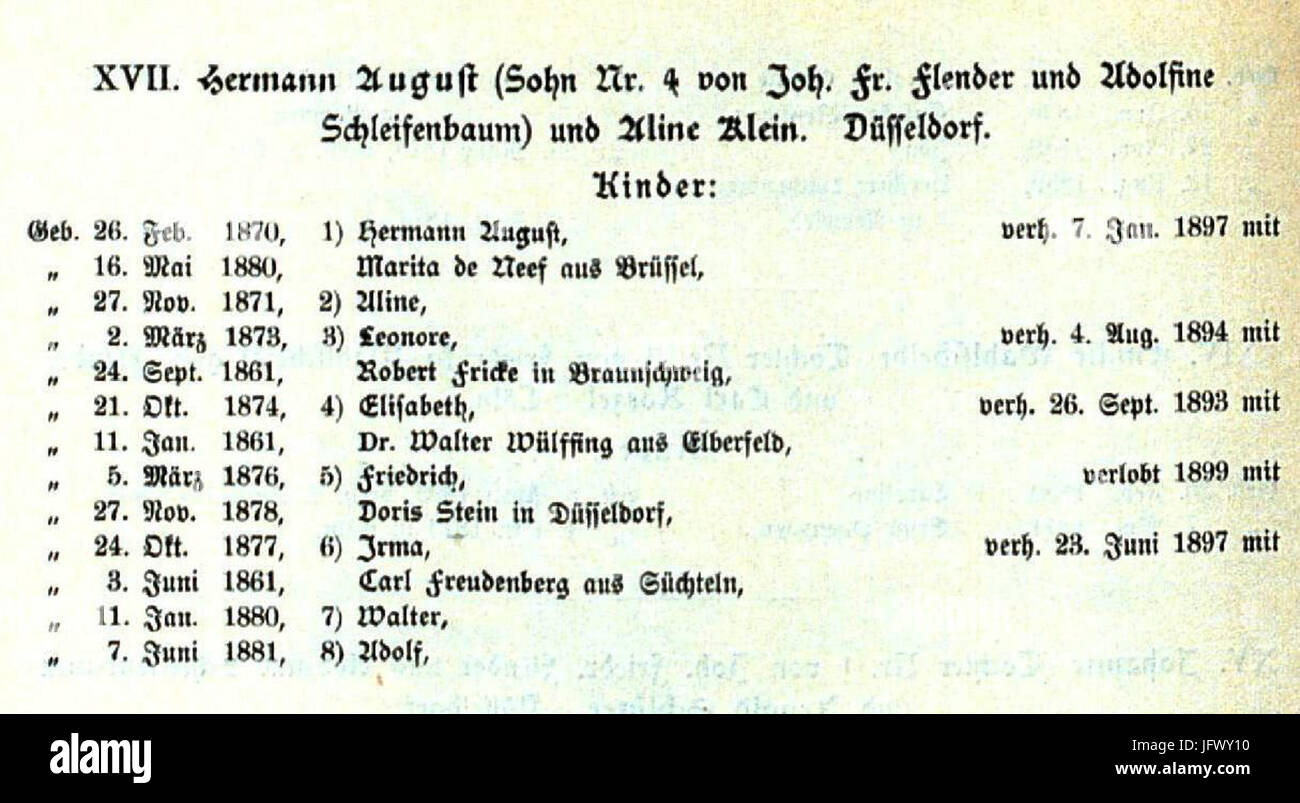 XVII. Hermann August (Sohn Nr. 4 von Joh. Fr. Flender und Adolfine
Schleifenbaum) und Aline Klein. Düsseldorf.
Kinder:
Geb. 26. Feb. 1870, 1) Hermann August, verh. 7. Jan. 1897 mit
„ 16. Mai 1880, Marita de Neef aus Brüssel,
„ 27. Nov. 1871, 2) Aline,
„ 2. März 1873, 3) Leonore, verh. 4. Aug. 1894 mit
„ 24. Sept. 1861, Robert Fricke in Braunschweig,
„ 21. Okt. 1874, 4) Elisabeth, verh. 26. Sept. 1893 mit
„ 11. Jan. 1861, Dr. Walter Wülffing aus Elberfeld,
„ 5. März 1876, 5) Friedrich, verlobt 1899 mit
„ 27. Nov. 1878, Doris Stein in Düsseldorf,
„ 24. Okt. 1877, 6) Irma, verh. 23. Juni 1897 mit
„ 3. Juni 1861, Carl Freudenberg aus Süchteln,
„ 11. Jan. 1880, 7) Walter,
„ 7. Juni 1881, 8) Adolf,
alamy
Image ID: JFWY10
www.alamy.com